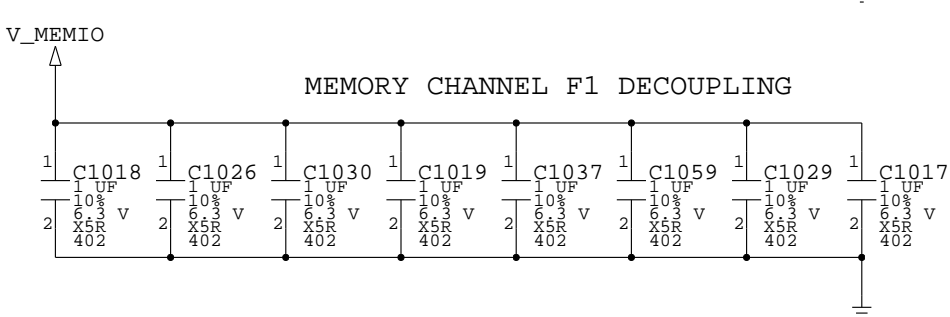 V_MEMIO
MEMORY CHANNEL F1 DECOUPLING
1 1 1 1 1 1 1 1
C1018 C1026 C1030 C1019 C1037 C1059 C1029 C1017
1 UF 1 UF 1 UF 1 UF 1 UF 1 UF 1 UF 1 UF
10% 10% 10% 10% 10% 10% 10% 10%
6.3 V 6.3 V 6.3 V 6.3 V 6.3 V 6.3 V 6.3 V 6.3 V
2 2 2 2 2 2 2 2
X5R X5R X5R X5R X5R X5R X5R X5R
402 402 402 402 402 402 402 402